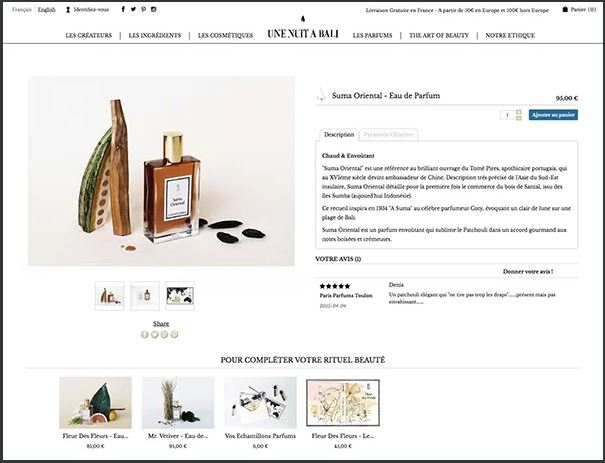 Français | English
Identifiez-vous
Livraison Gratuite en France - A partir de 50€ en Europe et 100€ hors Europe
Panier (0)
LES CRÉATEURS | LES INGRÉDIENTS | LES COSMÉTIQUES
UNE NUIT A BALI
LES PARFUMS | THE ART OF BEAUTY | NOTRE ETHIQUE
Suma Oriental - Eau de Parfum
95,00 €
1
Ajouter au panier
Description
Pyramide Olfactive
Chaud & Envoûtant
"Suma Oriental" est une référence au brilliant ouvrage du Tomé Pires, apothicaire portugais, qui
au XVIème siècle devint ambassadeur de Chine. Description très précise de l'Asie du Sud-Est
insulaire, Suma Oriental détaille pour la première fois le commerce du bois de Santal, issu des
îles Sumba (aujourd'hui Indonésie).
Ce recueil inspira en 1934 "A Suma" au célèbre parfumeur Coty, évoquant un clair de lune sur une
plage de Bali.
Suma Oriental est un parfum envoûtant qui sublime le Patchouli dans un accord gourmand aux
notes boisées et crémeuses.
S
Suma
Oriental
VOTRE AVIS (1)
Donner votre avis !
Denis
Paris Parfums Toulon
Un patchouli élégant qui "ne tire pas trop les draps"......présent mais pas
envahissant.....
2015-04-04
Share
POUR COMPLÉTER VOTRE RITUEL BEAUTÉ
Fleur Des Fleurs - Eau...
85,00 €
Mr. Vetiver - Eau de...
95,00 €
Vos Echantillons Parfums
6,00 €
Fleur Des Fleurs - Le...
45,00 €